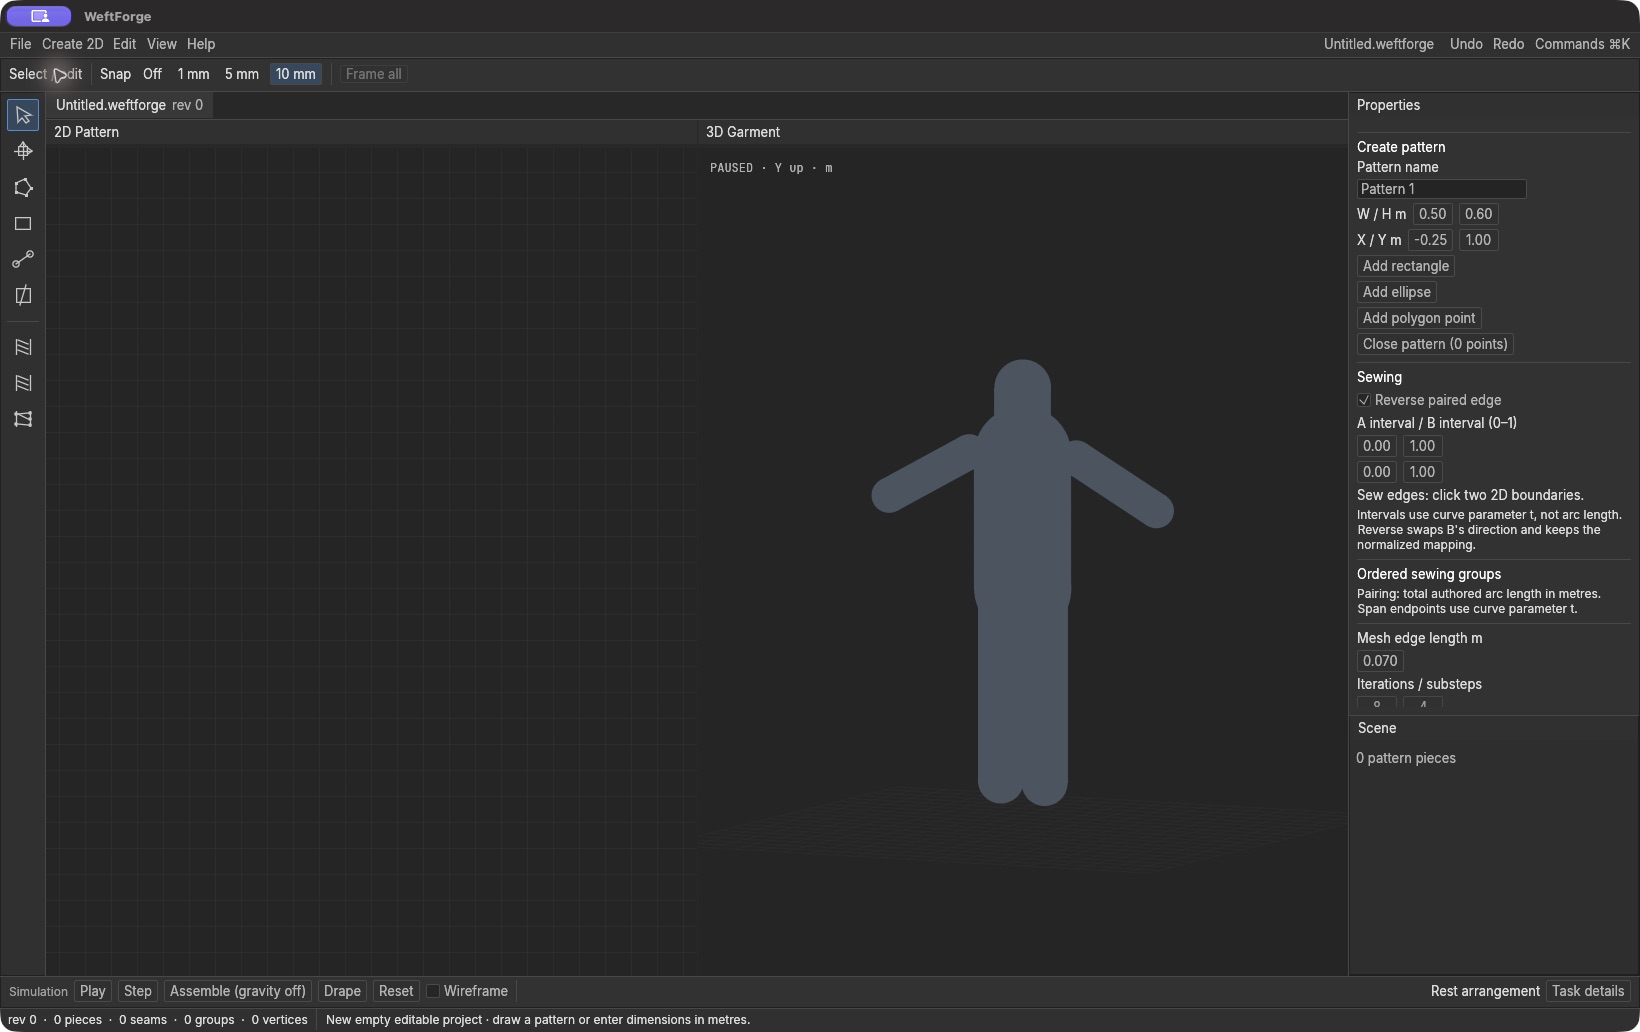 WeftForge
File Create 2D Edit View Help Untitled.weftforge Undo Redo Commands ⌘K
Select / Edit Snap Off 1 mm 5 mm 10 mm Frame all
Untitled.weftforge rev 0
2D Pattern
3D Garment
PAUSED · Y up · m
Properties
Create pattern
Pattern name
Pattern 1
W / H m 0.50 0.60
X / Y m -0.25 1.00
Add rectangle
Add ellipse
Add polygon point
Close pattern (0 points)
Sewing
Reverse paired edge
A interval / B interval (0–1)
0.00 1.00
0.00 1.00
Sew edges: click two 2D boundaries.
Intervals use curve parameter t, not arc length.
Reverse swaps B's direction and keeps the
normalized mapping.
Ordered sewing groups
Pairing: total authored arc length in metres.
Span endpoints use curve parameter t.
Mesh edge length m
0.070
Iterations / substeps
8 4
Scene
0 pattern pieces
Simulation Play Step Assemble (gravity off) Drape Reset Wireframe Rest arrangement Task details
rev 0 · 0 pieces · 0 seams · 0 groups · 0 vertices New empty editable project · draw a pattern or enter dimensions in metres.